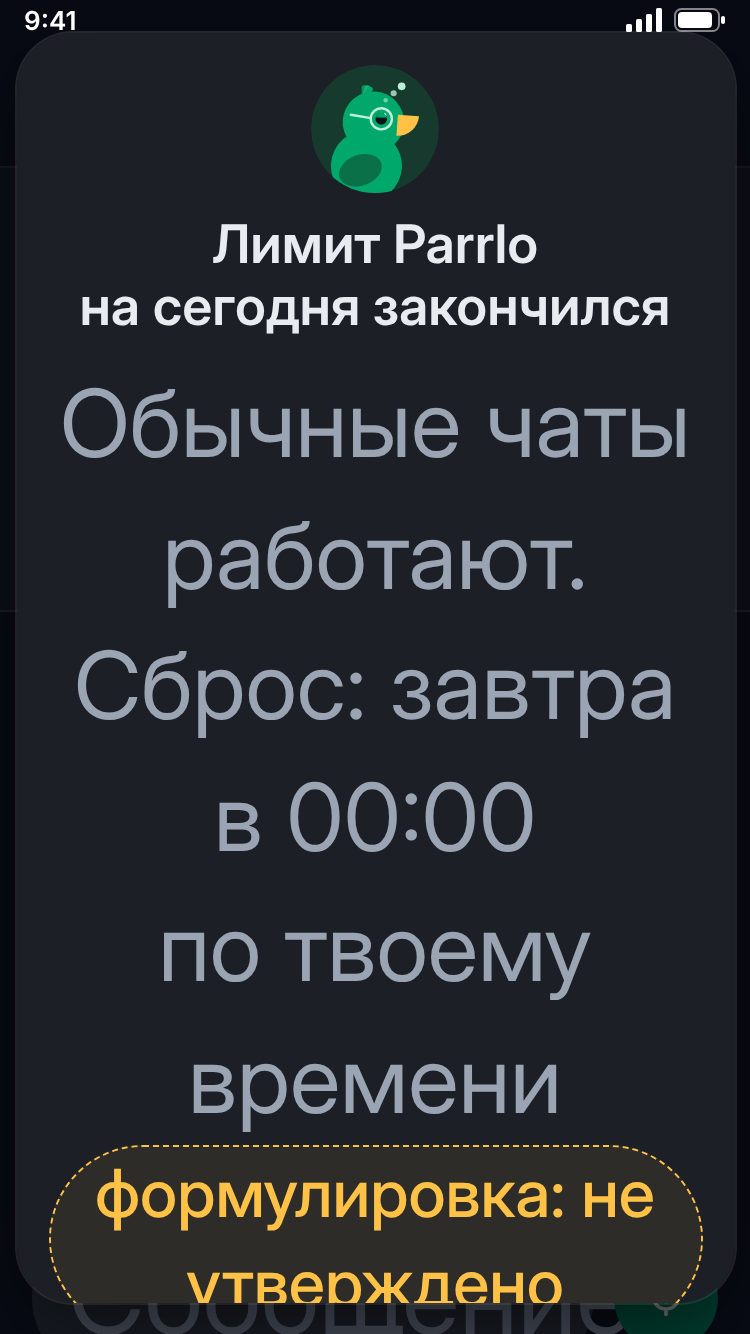 9:41
Лимит Parrlo
на сегодня закончился
Обычные чаты
работают.
Сброс: завтра
в 00:00
по твоему
времени
формулировка: не
утверждено
Сообщение